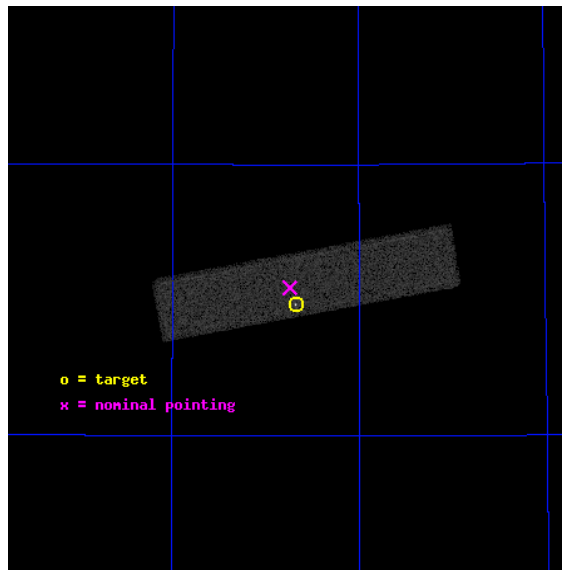 o = target
x = nominal pointing